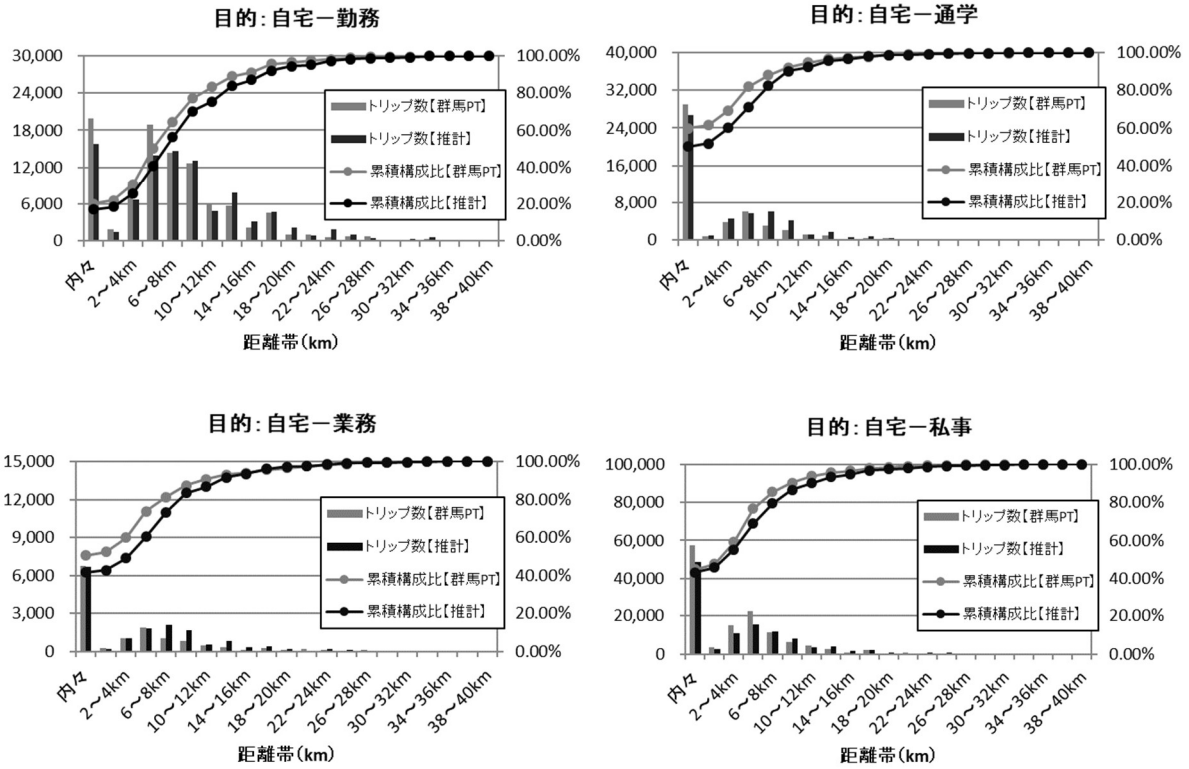 目的：自宅－勤務
30,000
24,000
18,000
12,000
6,000
0
100.00%
80.00%
60.00%
40.00%
20.00%
0.00%
トリップ数【群馬PT】
トリップ数【推計】
累積構成比【群馬PT】
累積構成比【推計】
内々
2～4km
6～8km
10～12km
14～16km
18～20km
22～24km
26～28km
30～32km
34～36km
38～40km
距離帯（km）
目的：自宅－通学
40,000
32,000
24,000
16,000
8,000
0
100.00%
80.00%
60.00%
40.00%
20.00%
0.00%
トリップ数【群馬PT】
トリップ数【推計】
累積構成比【群馬PT】
累積構成比【推計】
内々
2～4km
6～8km
10～12km
14～16km
18～20km
22～24km
26～28km
30～32km
34～36km
38～40km
距離帯（km）
目的：自宅－業務
15,000
12,000
9,000
6,000
3,000
0
100.00%
80.00%
60.00%
40.00%
20.00%
0.00%
トリップ数【群馬PT】
トリップ数【推計】
累積構成比【群馬PT】
累積構成比【推計】
内々
2～4km
6～8km
10～12km
14～16km
18～20km
22～24km
26～28km
30～32km
34～36km
38～40km
距離帯（km）
目的：自宅－私事
100,000
80,000
60,000
40,000
20,000
0
100.00%
80.00%
60.00%
40.00%
20.00%
0.00%
トリップ数【群馬PT】
トリップ数【推計】
累積構成比【群馬PT】
累積構成比【推計】
内々
2～4km
6～8km
10～12km
14～16km
18～20km
22～24km
26～28km
30～32km
34～36km
38～40km
距離帯（km）